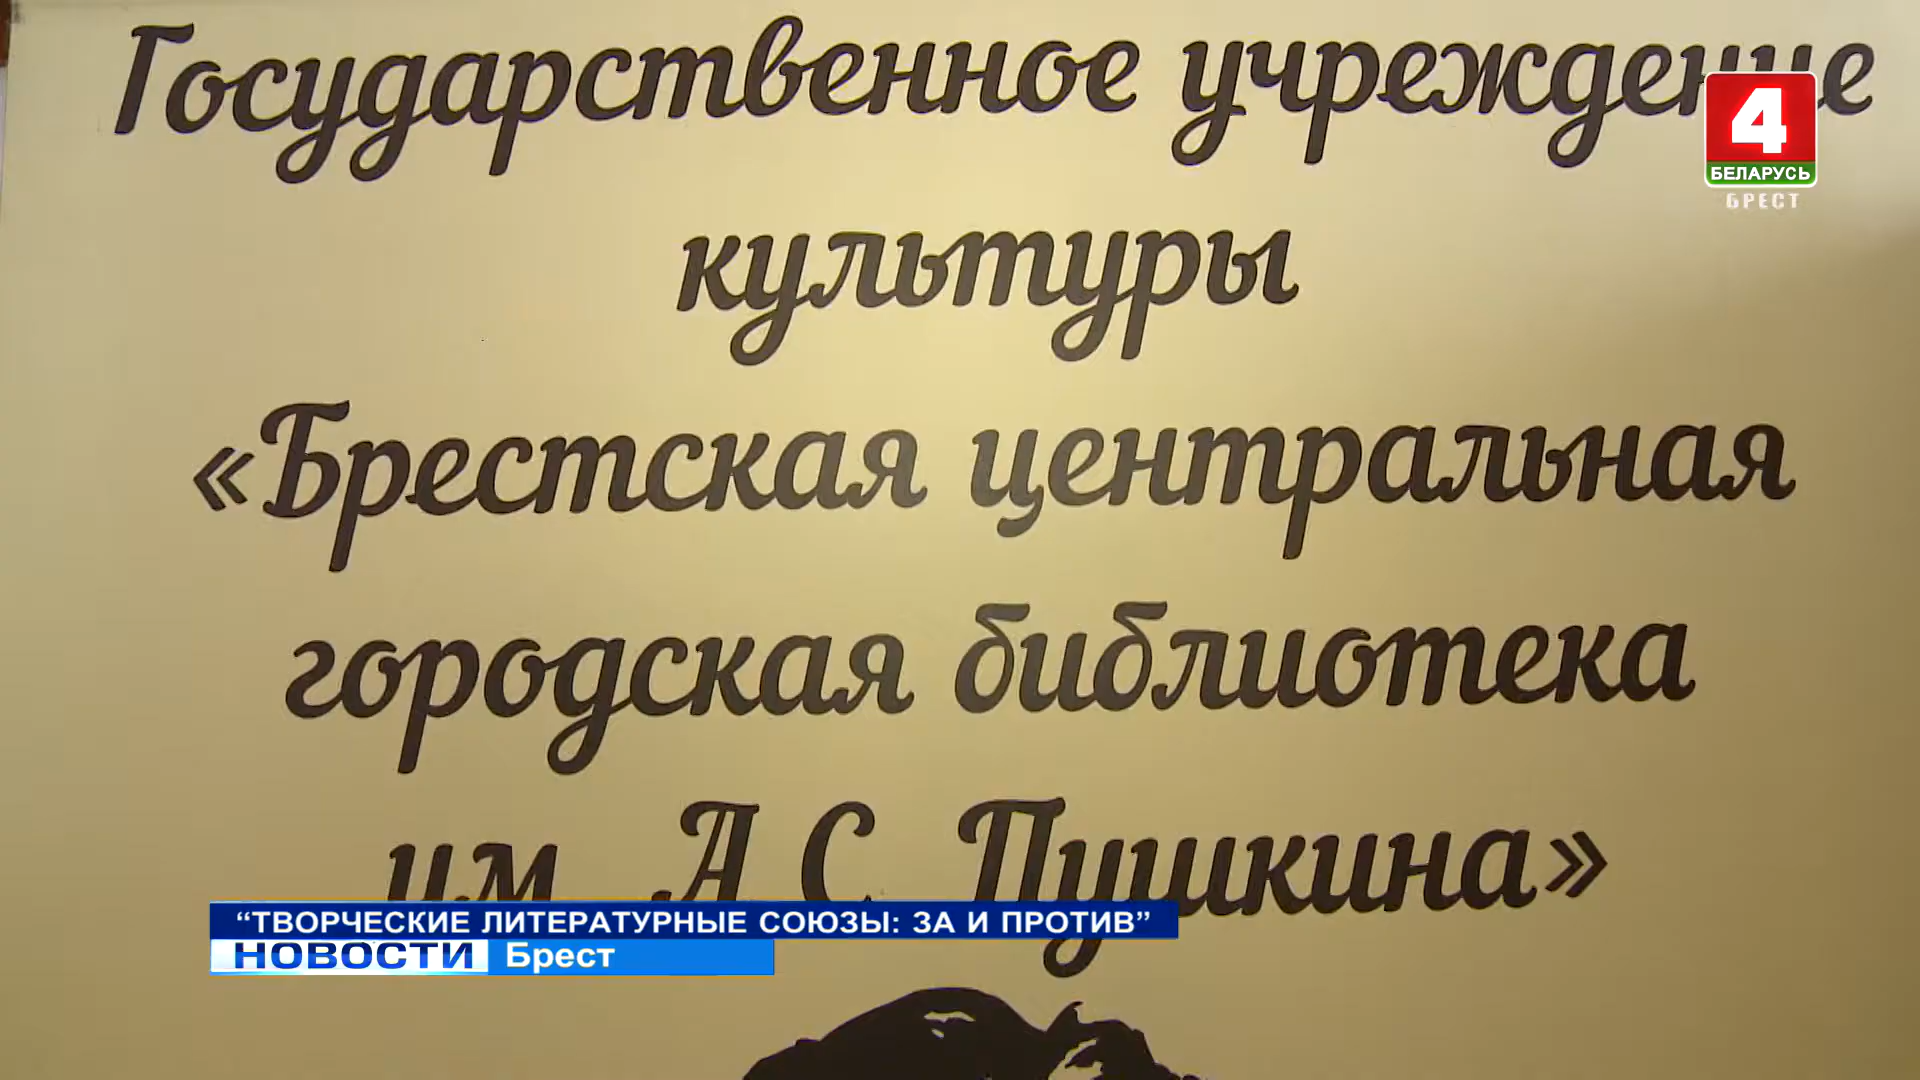 Государственное учреждение
4
БЕЛАРУСЬ
БРЕСТ
культуры
«Брестская центральная
городская библиотека
им. А.С. Пушкина»
“ТВОРЧЕСКИЕ ЛИТЕРАТУРНЫЕ СОЮЗЫ: ЗА И ПРОТИВ”
НОВОСТИ Брест